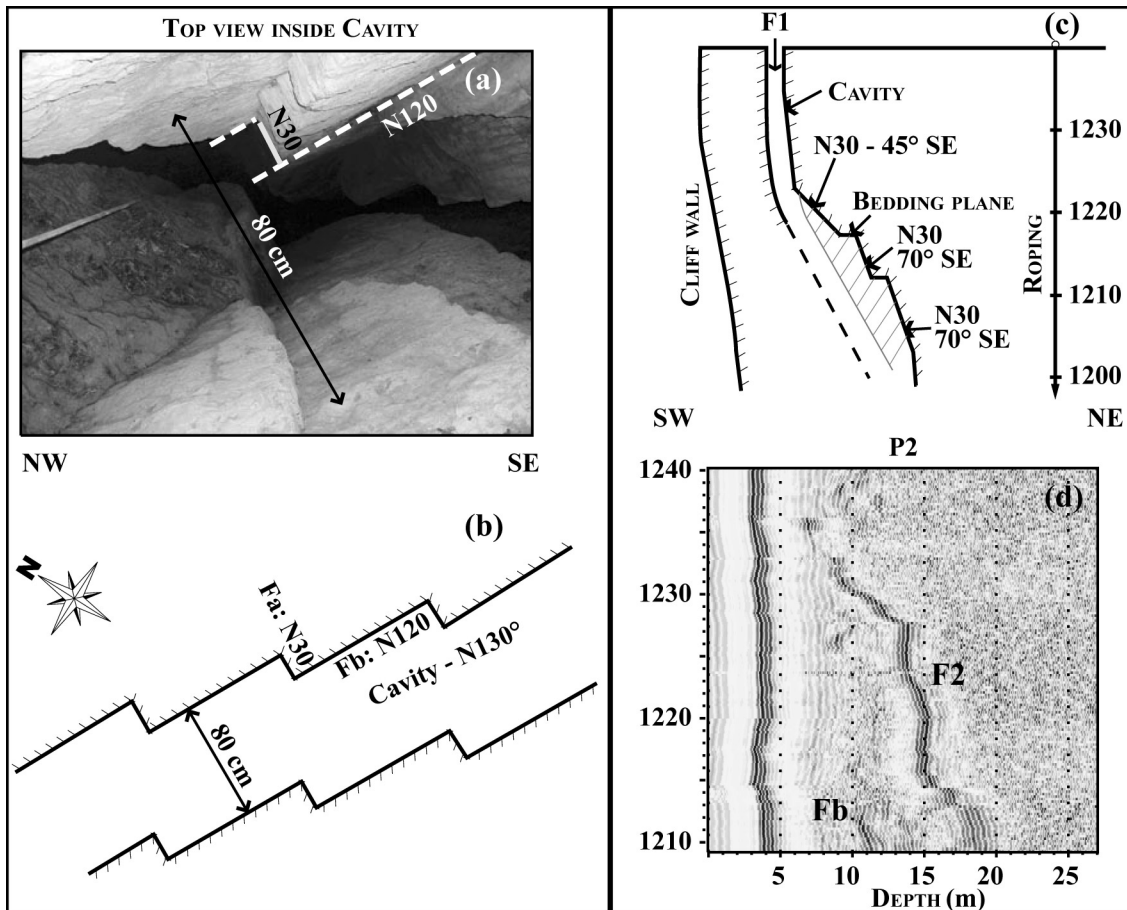 TOP VIEW INSIDE CAVITY
(a)
N30
N120
80 cm
NW
SE
(b)
N
Fa: N30
Fb: N120
Cavity - N130°
80 cm
F1
(c)
CAVITY
N30 - 45° SE
BEDDING PLANE
N30
70° SE
N30
70° SE
CLIFF WALL
ROPING
1230
1220
1210
1200
SW
NE
P2
(d)
1240
1230
1220
1210
F2
Fb
5
10
15
20
25
DEPTH (m)